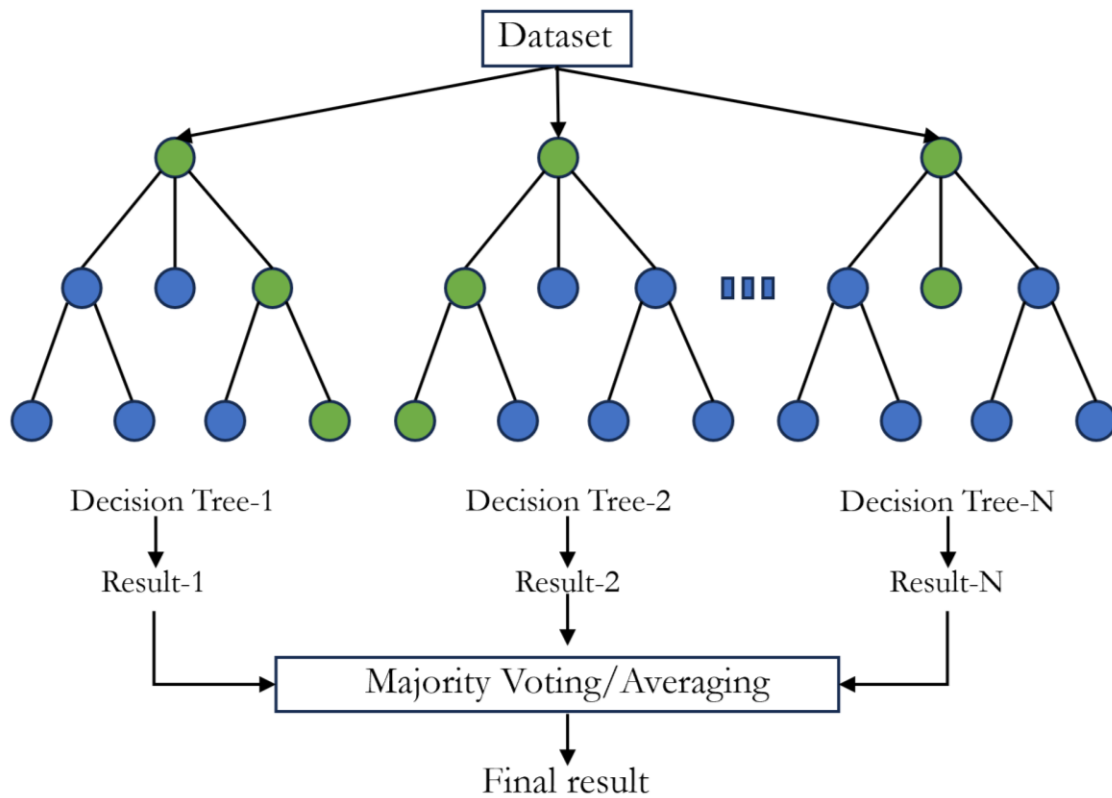 Dataset
Decision Tree-1
Decision Tree-2
Decision Tree-N
Result-1
Result-2
Result-N
Majority Voting/Averaging
Final result